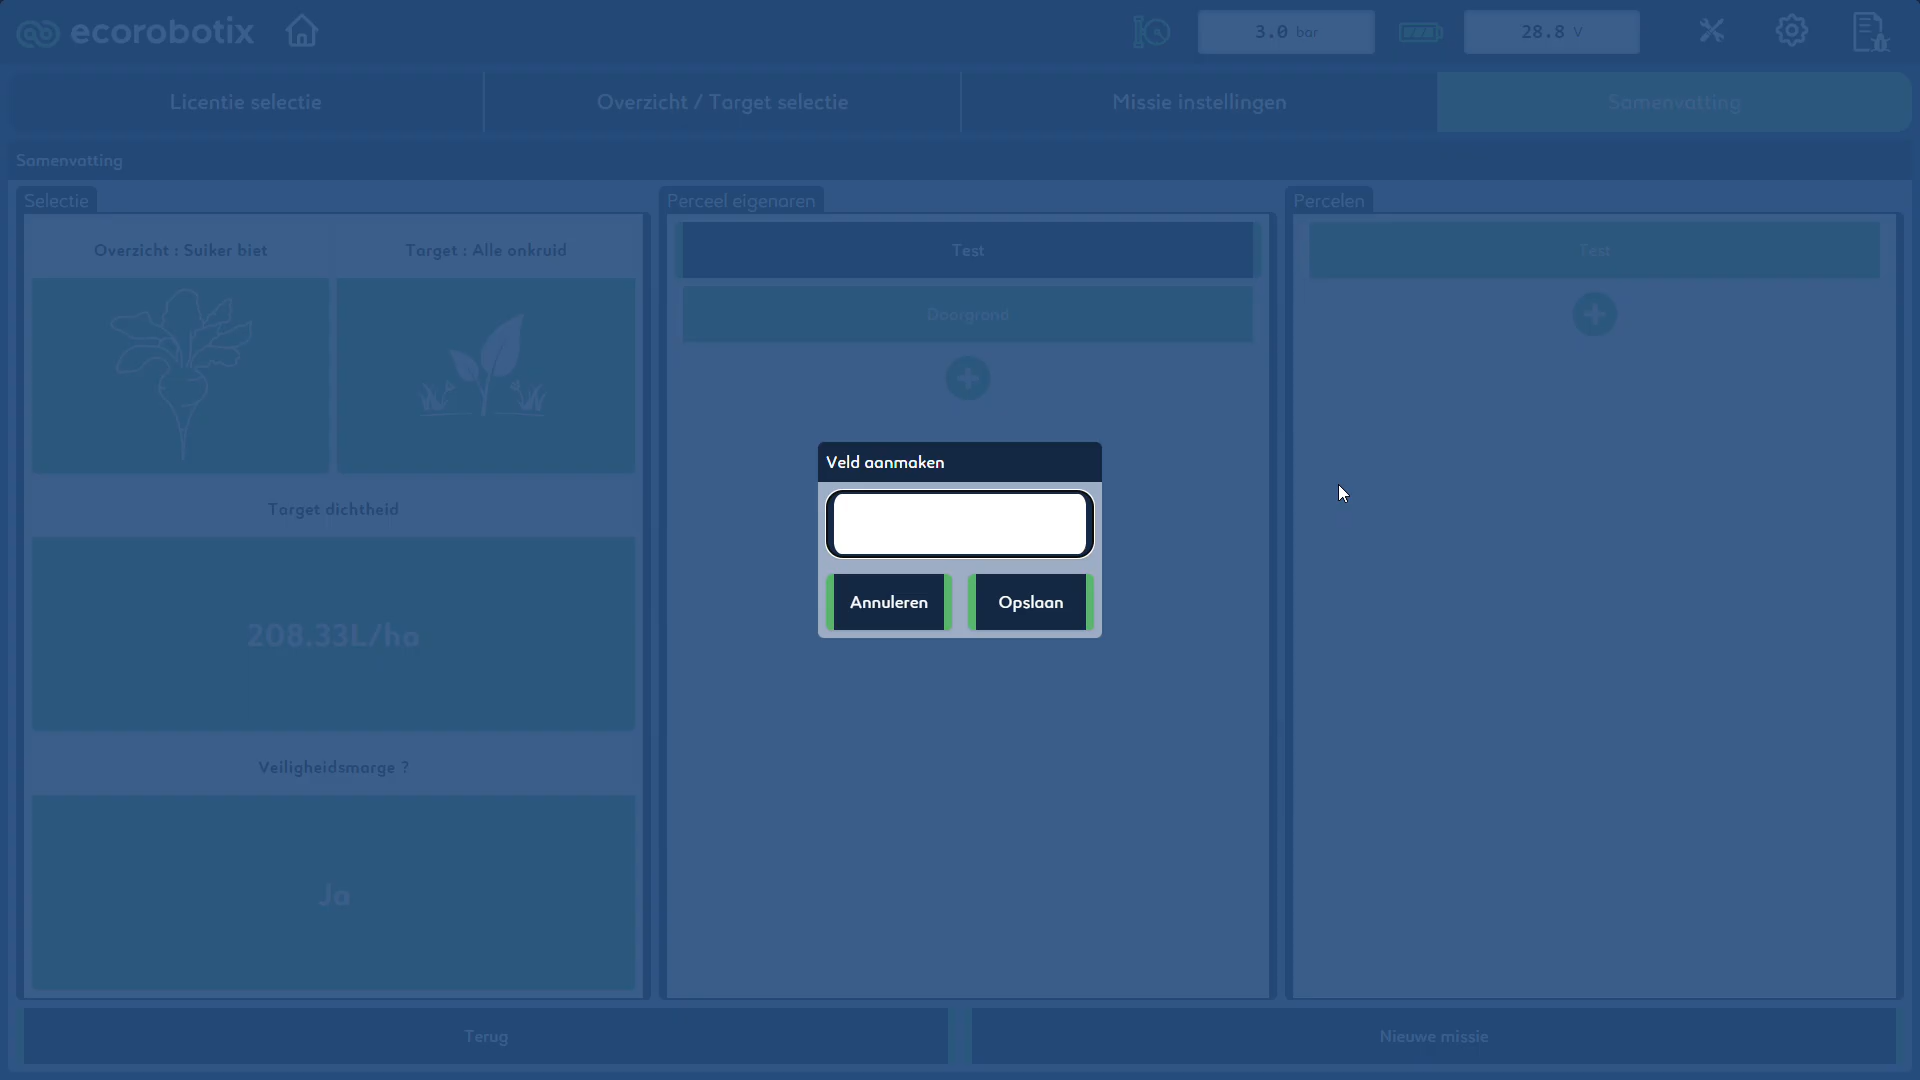 ecorobotix
3.0 bar
28.8 V
Licentie selectie
Overzicht / Target selectie
Missie instellingen
Samenvatting
Samenvatting
Selectie
Perceel eigenaren
Percelen
Overzicht : Suiker biet
Target : Alle onkruid
Test
Test
Doorgrond
Veld aanmaken
Target dichtheid
Annuleren
Opslaan
208.33L/ha
Veiligheidsmarge ?
Ja
Terug
Nieuwe missie